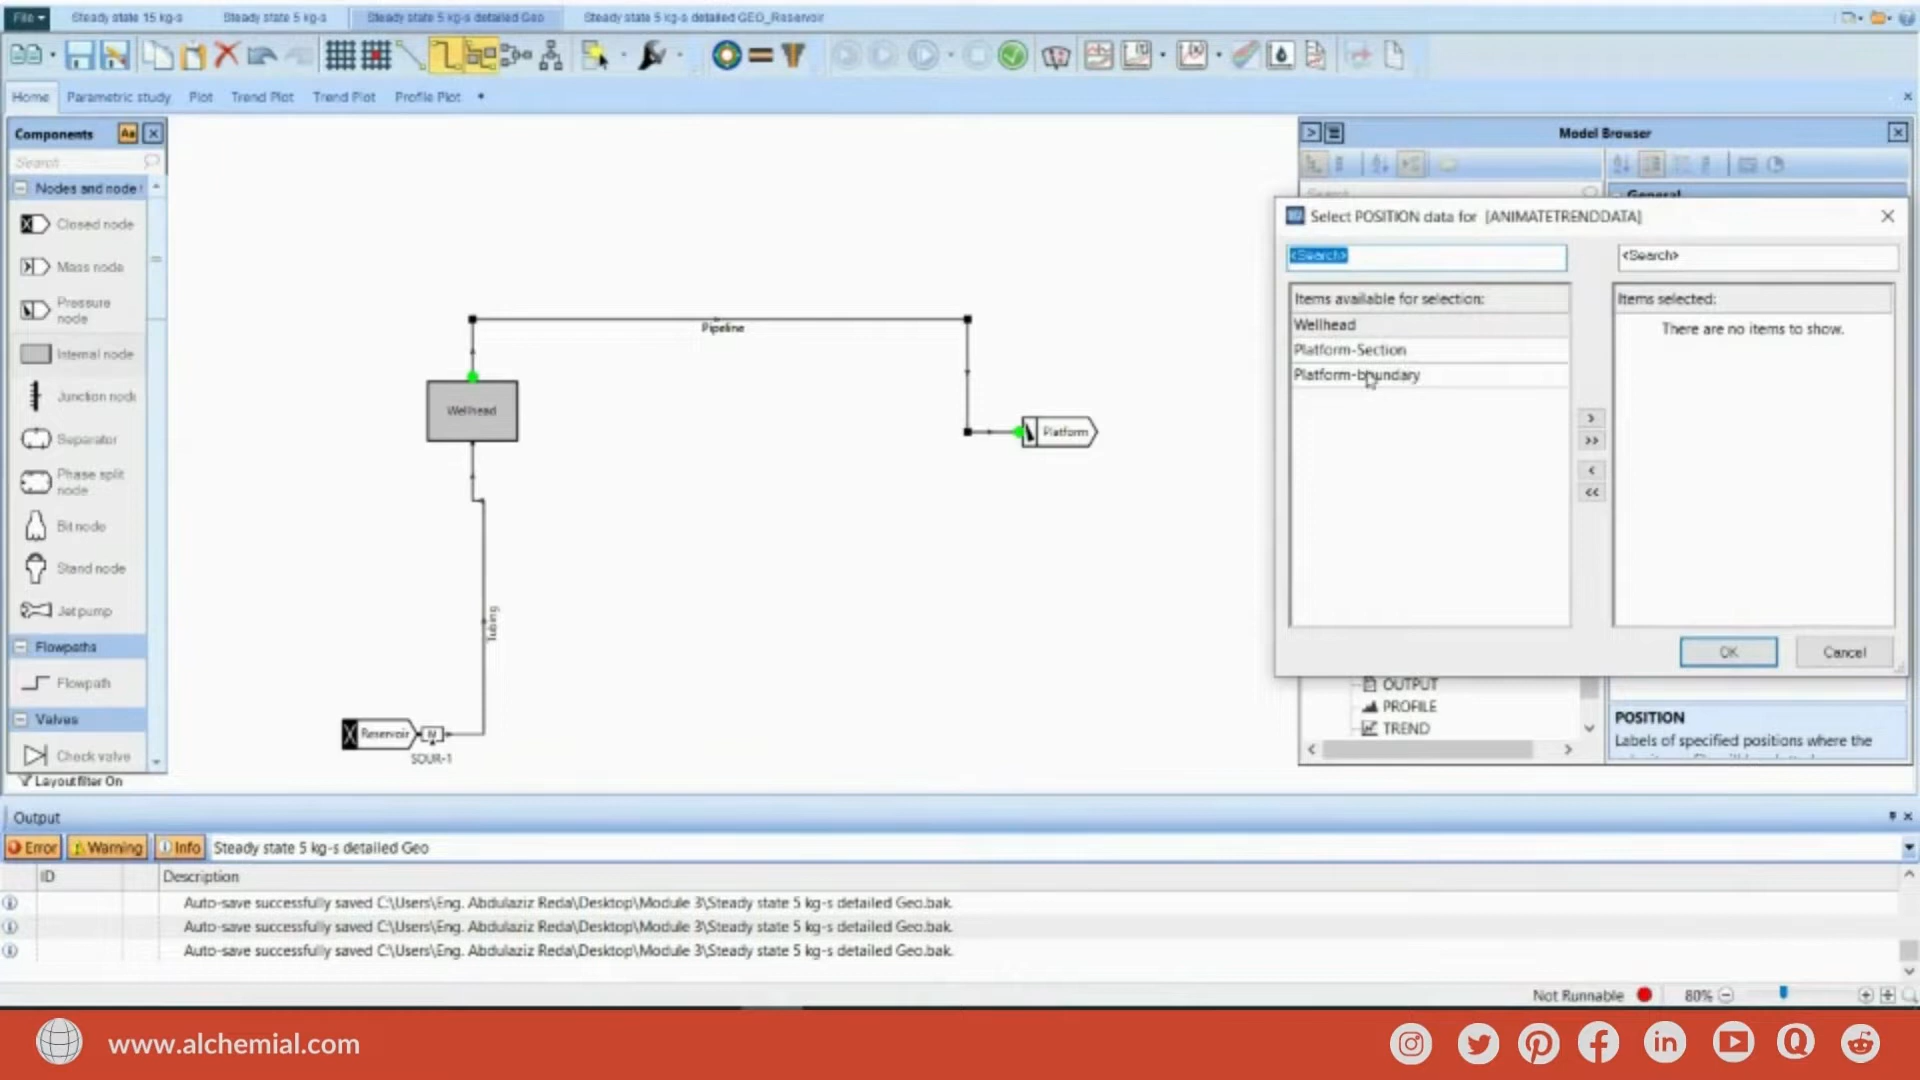 File
Steady state 15 kg-s
Steady state 5 kg-s
Steady state 5 kg-s detailed Geo
Steady state 5 kg-s detailed GEO_Reservoir
Home
Parametric study
Plot
Trend Plot
Trend Plot
Profile Plot
Components
Aa
Search
Nodes and node
Closed node
Mass node
Pressure
node
Internal node
Junction node
Separator
Phase split
node
Bit node
Stand node
Jet pump
Flowpaths
Flowpath
Valves
Check valve
Layout filter On
Pipeline
Wellhead
Platform
Tubing
Reservoir
SOUR-1
Model Browser
Search
General
Select POSITION data for [ANIMATETRENDDATA]
<Search>
<Search>
Items available for selection:
Wellhead
Platform-Section
Platform-boundary
>
>>
<
<<
Items selected:
There are no items to show.
OK
Cancel
OUTPUT
PROFILE
TREND
POSITION
Labels of specified positions where the
Output
Error
Warning
Info
Steady state 5 kg-s detailed Geo
ID
Description
Auto-save successfully saved C:\Users\Eng. Abdulaziz Reda\Desktop\Module 3\Steady state 5 kg-s detailed Geo.bak.
Auto-save successfully saved C:\Users\Eng. Abdulaziz Reda\Desktop\Module 3\Steady state 5 kg-s detailed Geo.bak.
Auto-save successfully saved C:\Users\Eng. Abdulaziz Reda\Desktop\Module 3\Steady state 5 kg-s detailed Geo.bak.
Not Runnable
80%
www.alchemial.com